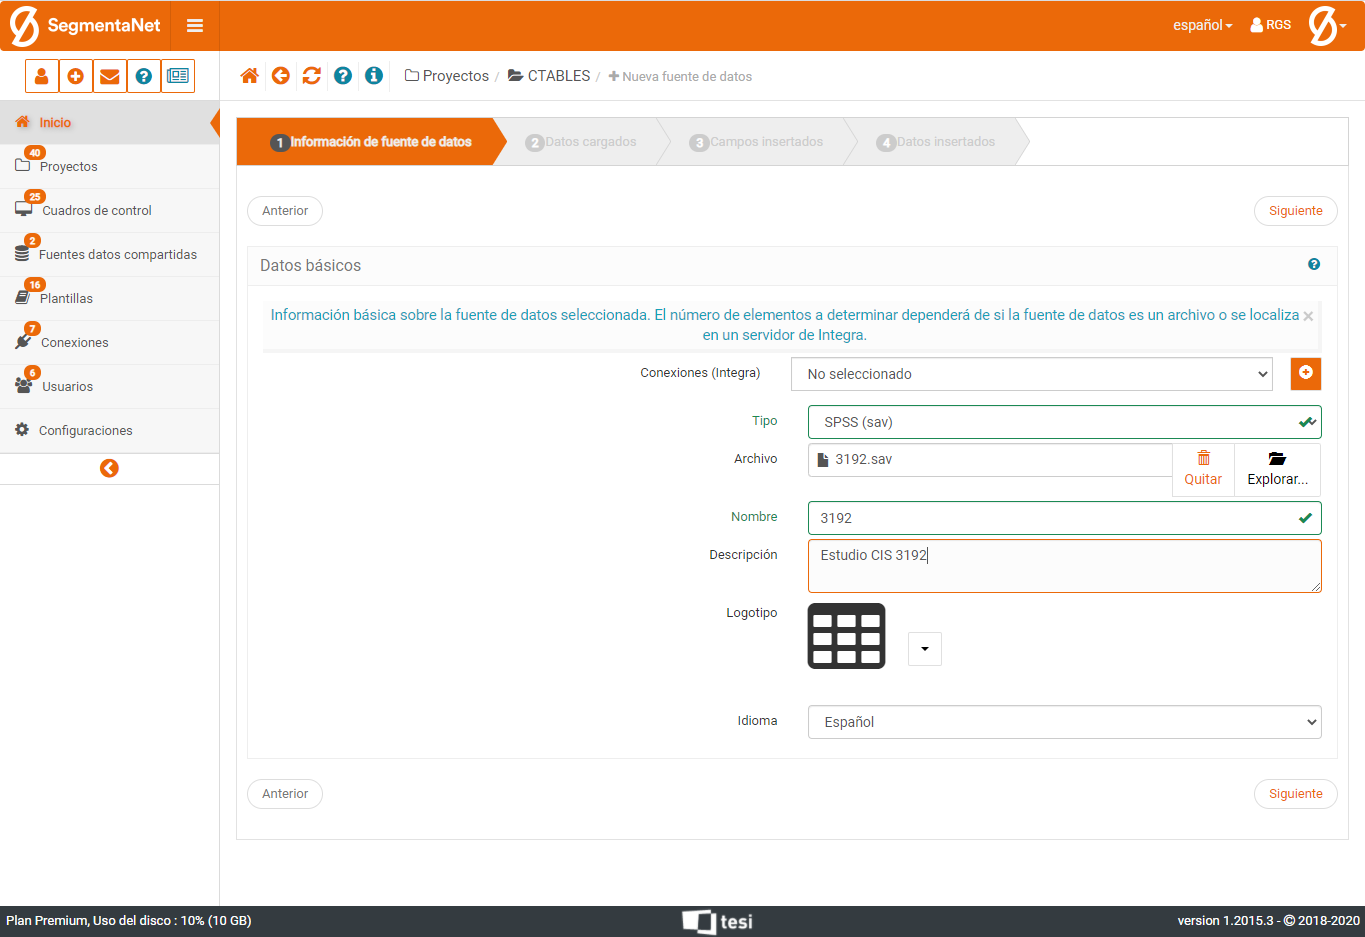 SegmentaNet
español
RGS
Proyectos / CTABLES / Nueva fuente de datos
Inicio
40
Proyectos
25
Cuadros de control
2
Fuentes datos compartidas
16
Plantillas
7
Conexiones
6
Usuarios
Configuraciones
1 Información de fuente de datos
2 Datos cargados
3 Campos insertados
4 Datos insertados
Anterior
Siguiente
Datos básicos
Información básica sobre la fuente de datos seleccionada. El número de elementos a determinar dependerá de si la fuente de datos es un archivo o se localiza
en un servidor de Integra.
Conexiones (Integra)
No seleccionado
Tipo
SPSS (sav)
Archivo
3192.sav
Quitar
Explorar...
Nombre
3192
Descripción
Estudio CIS 3192
Logotipo
Idioma
Español
Anterior
Siguiente
Plan Premium, Uso del disco : 10% (10 GB)
tesi
version 1.2015.3 - © 2018-2020